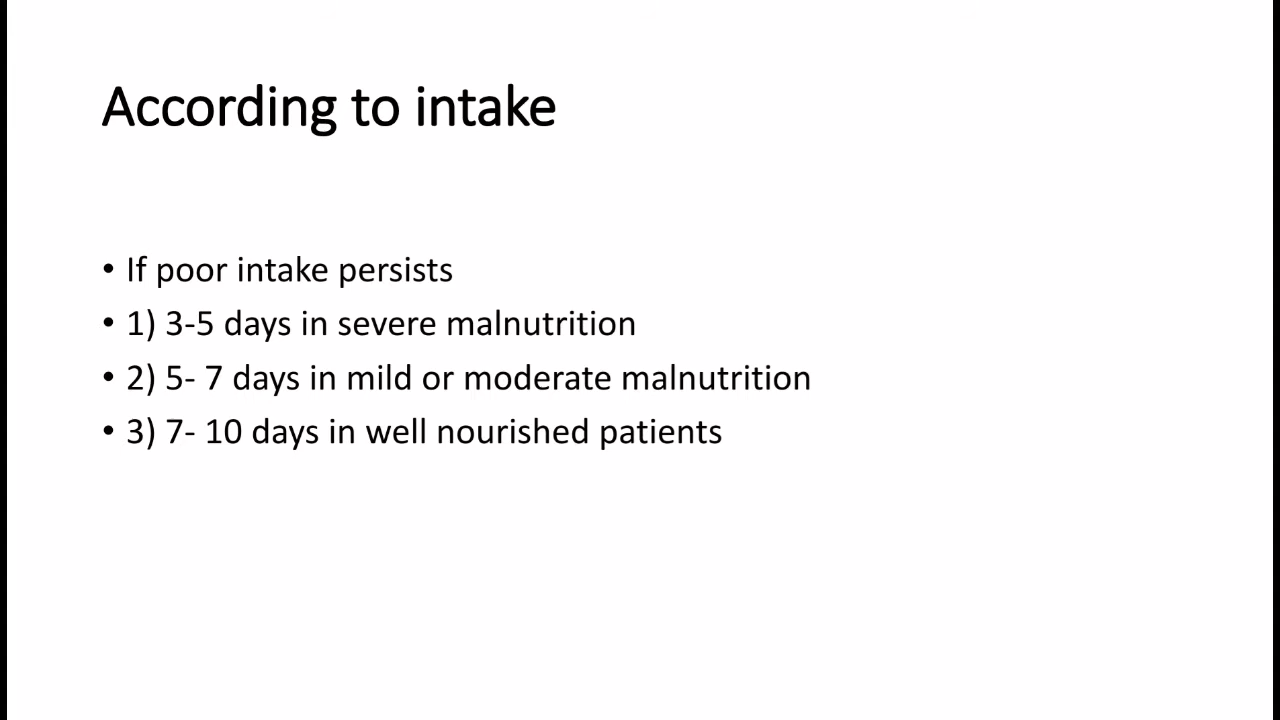 According to intake
• If poor intake persists
• 1) 3-5 days in severe malnutrition
• 2) 5- 7 days in mild or moderate malnutrition
• 3) 7- 10 days in well nourished patients